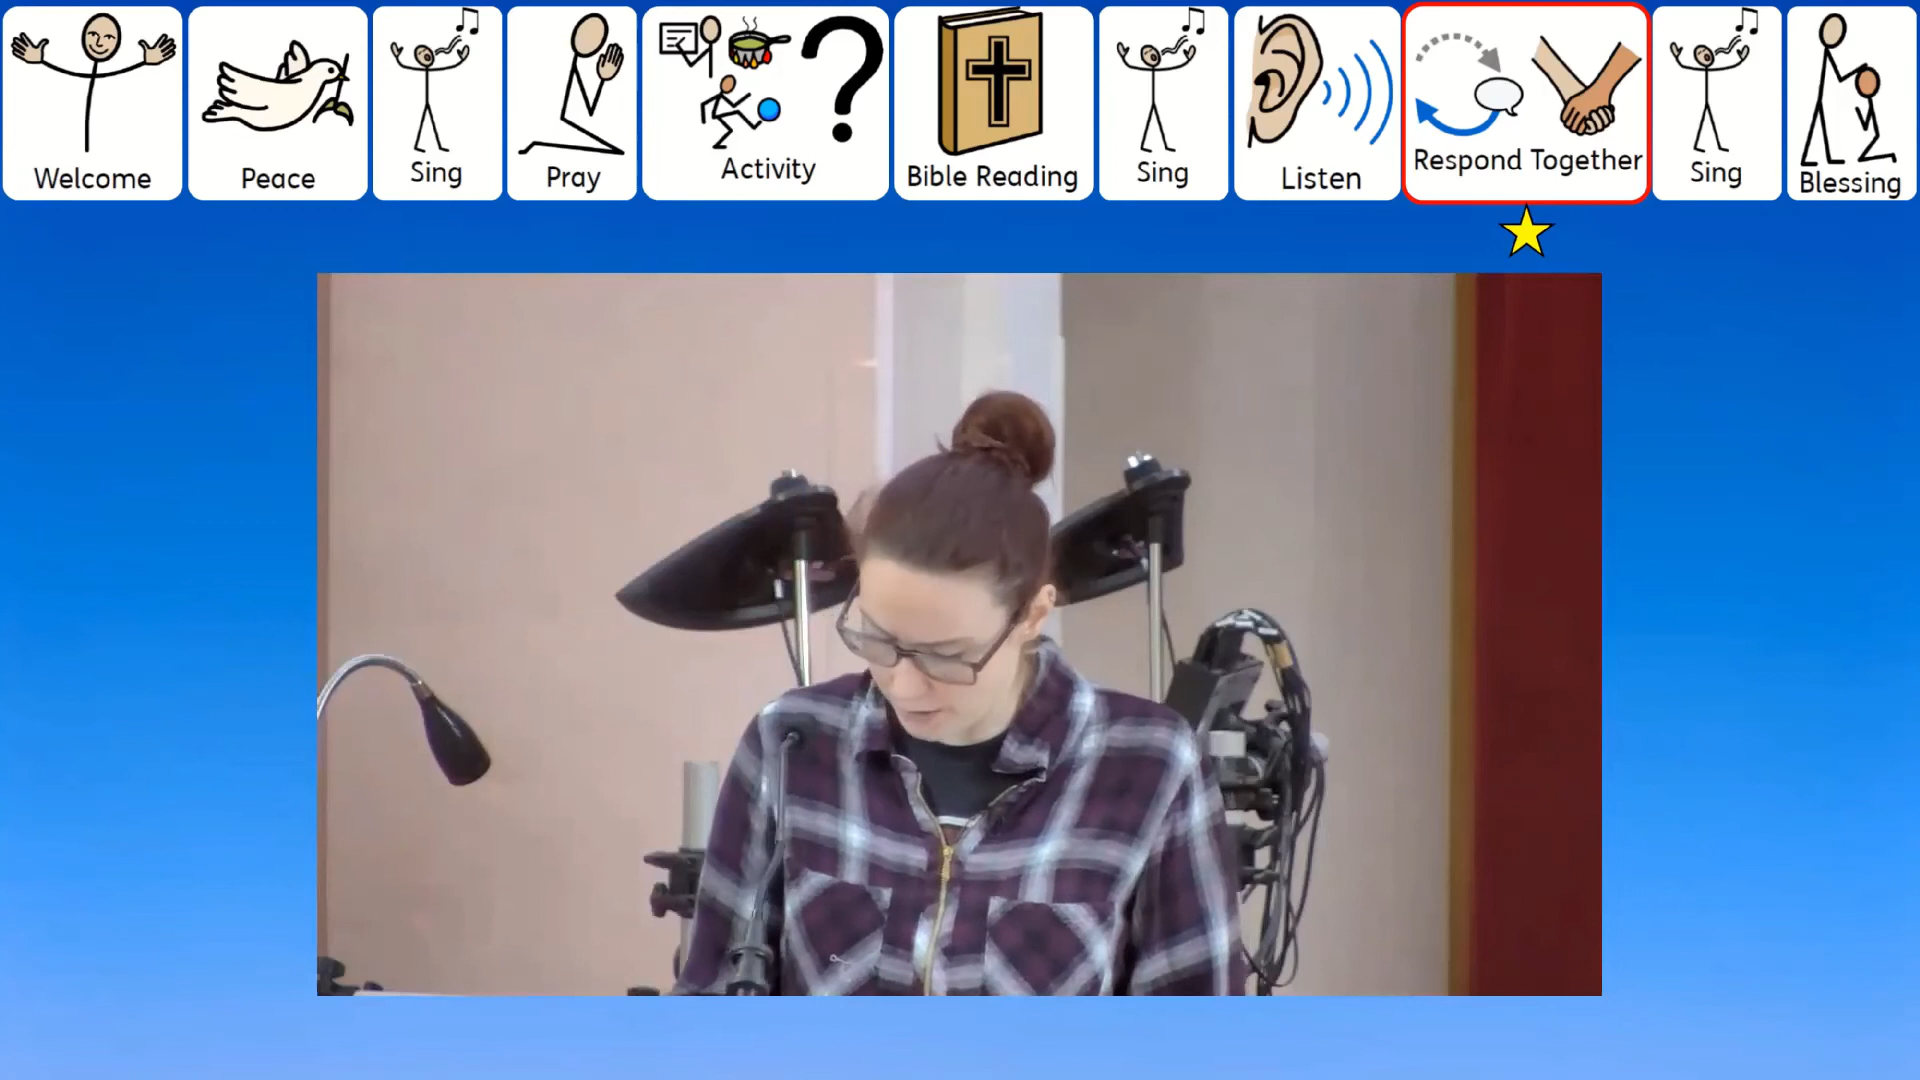 Welcome
Peace
Sing
Pray
Activity
Bible Reading
Sing
Listen
Respond Together
Sing
Blessing